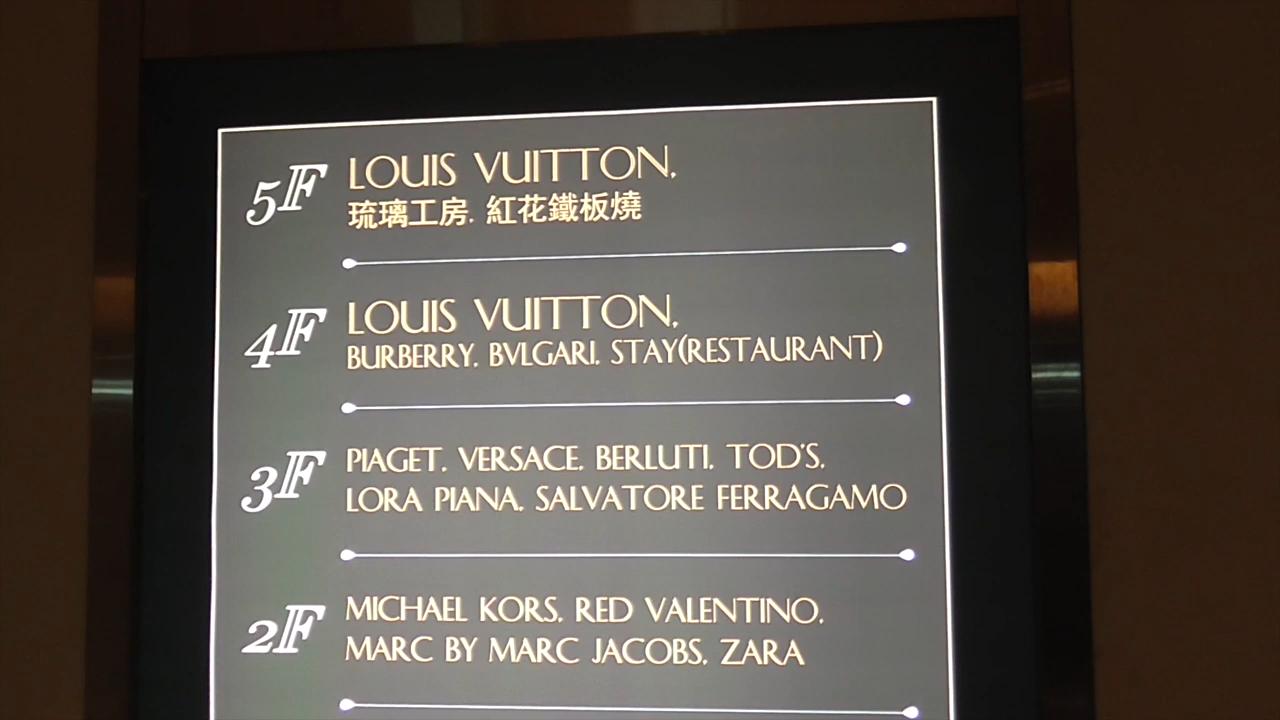 5F LOUIS VUITTON,
琉璃工房, 紅花鐵板燒
4F LOUIS VUITTON,
BURBERRY, BVLGARI, STAY(RESTAURANT)
3F PIAGET, VERSACE, BERLUTI, TOD'S,
LORA PIANA, SALVATORE FERRAGAMO
2F MICHAEL KORS, RED VALENTINO,
MARC BY MARC JACOBS, ZARA